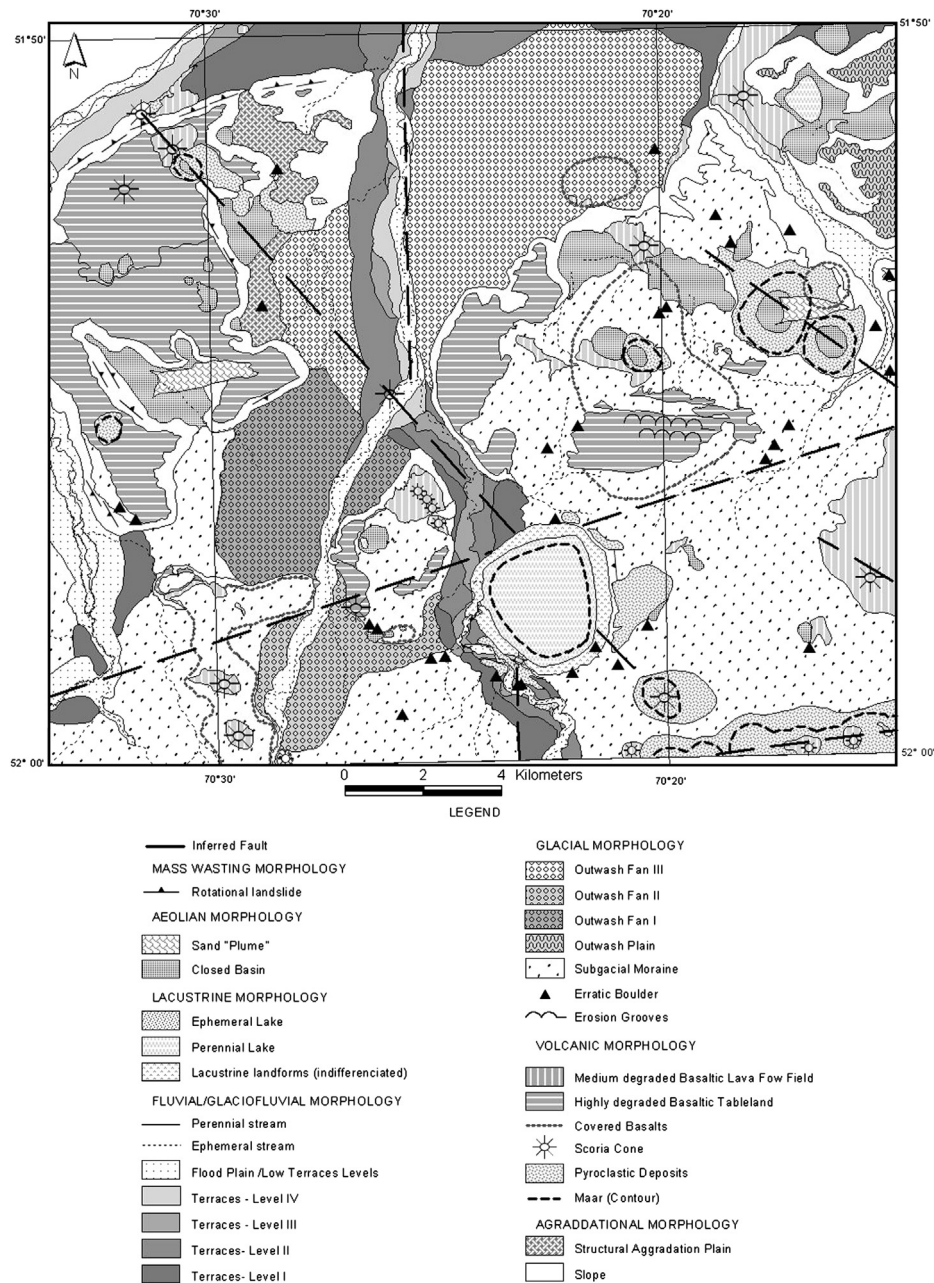 70°30' 70°20'
51°50' 51°50'
N
52° 00' 52° 00'
70°30' 70°20'
0 2 4 Kilometers
LEGEND
Inferred Fault
MASS WASTING MORPHOLOGY
Rotational landslide
AEOLIAN MORPHOLOGY
Sand "Plume"
Closed Basin
LACUSTRINE MORPHOLOGY
Ephemeral Lake
Perennial Lake
Lacustrine landforms (indifferenciated)
FLUVIAL/GLACIOFLUVIAL MORPHOLOGY
Perennial stream
Ephemeral stream
Flood Plain /Low Terraces Levels
Terraces - Level IV
Terraces - Level III
Terraces- Level II
Terraces- Level I
GLACIAL MORPHOLOGY
Outwash Fan III
Outwash Fan II
Outwash Fan I
Outwash Plain
Subgacial Moraine
Erratic Boulder
Erosion Grooves
VOLCANIC MORPHOLOGY
Medium degraded Basaltic Lava Fow Field
Highly degraded Basaltic Tableland
Covered Basalts
Scoria Cone
Pyroclastic Deposits
Maar (Contour)
AGRADDATIONAL MORPHOLOGY
Structural Aggradation Plain
Slope